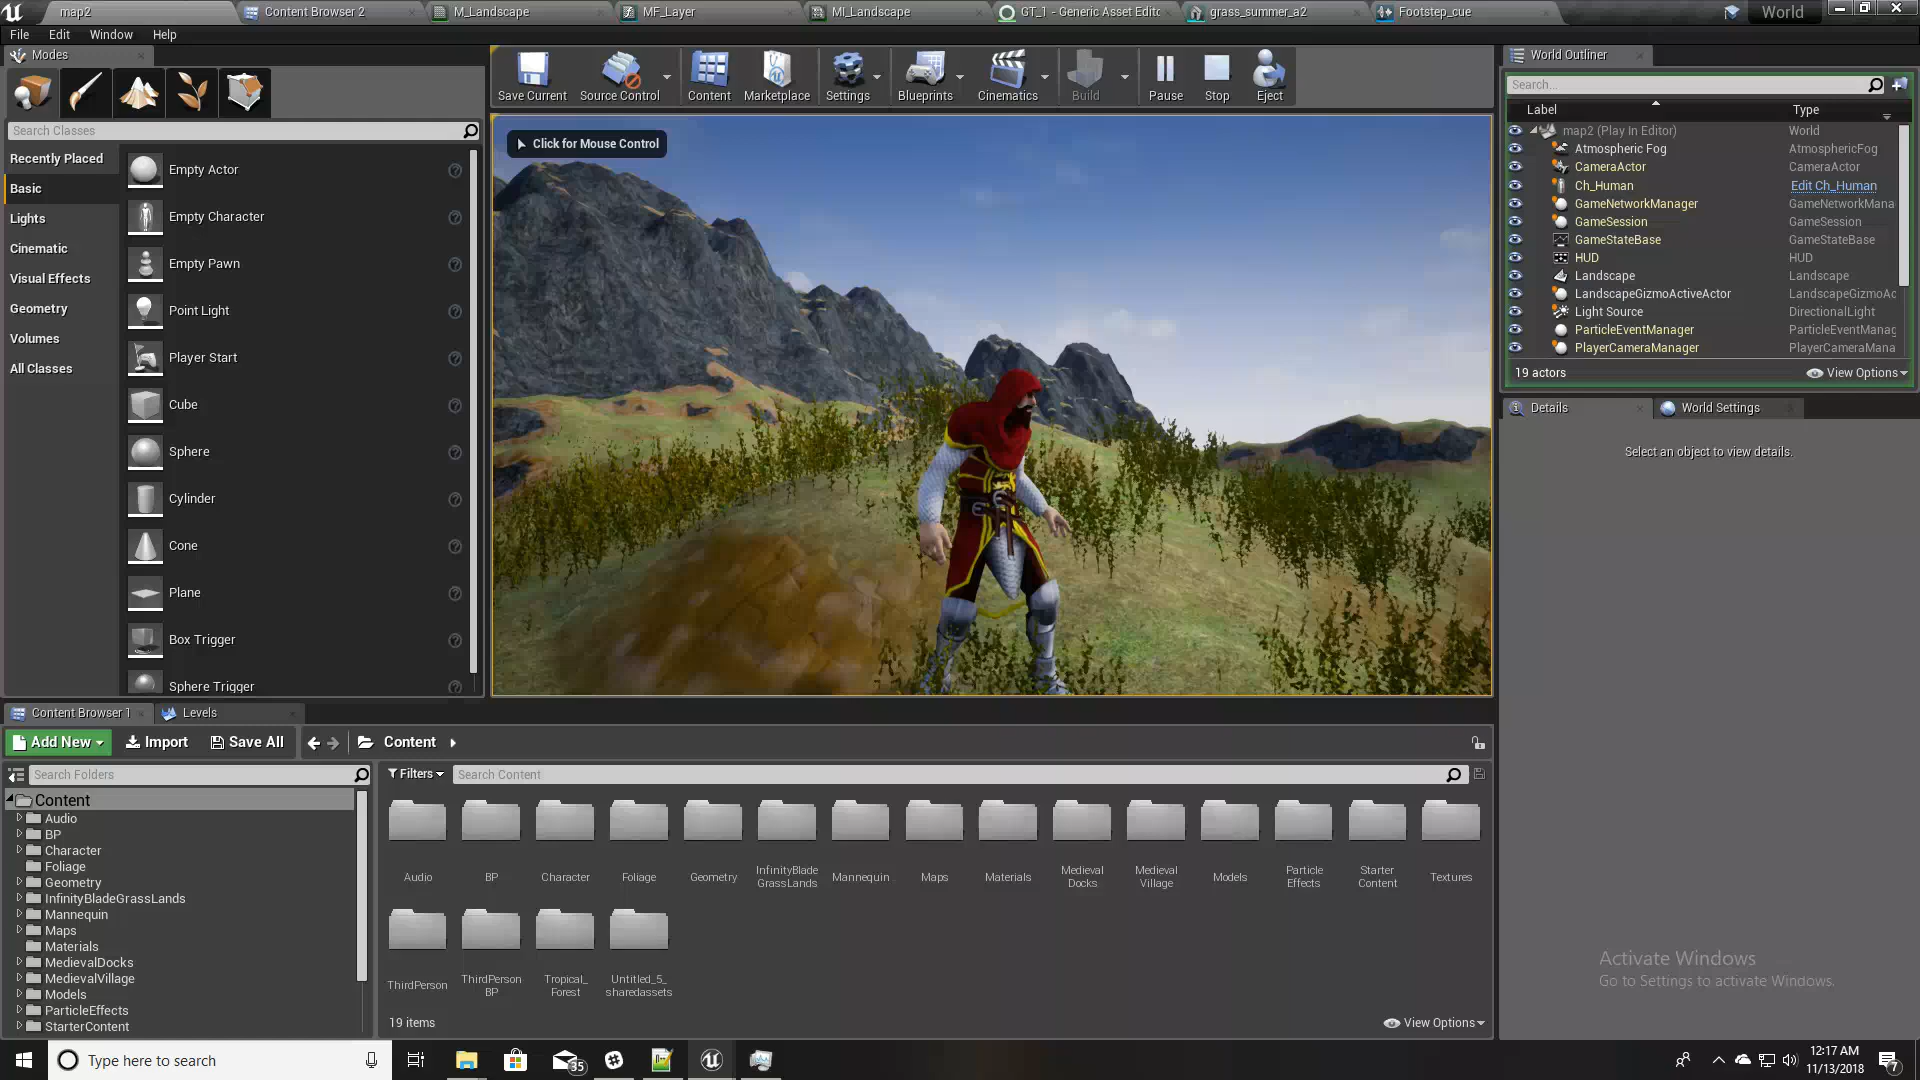 map2
Content Browser 2
M_Landscape
MF_Layer
MI_Landscape
GT_1 - Generic Asset Edito
grass_summer_a2
Footstep_cue
World
File Edit Window Help
Modes
Save Current
Source Control
Content
Marketplace
Settings
Blueprints
Cinematics
Build
Pause
Stop
Eject
Search Classes
Recently Placed
Basic
Lights
Cinematic
Visual Effects
Geometry
Volumes
All Classes
Empty Actor
Empty Character
Empty Pawn
Point Light
Player Start
Cube
Sphere
Cylinder
Cone
Plane
Box Trigger
Sphere Trigger
Click for Mouse Control
World Outliner
Search...
Label Type
map2 (Play In Editor) World
Atmospheric Fog AtmosphericFog
CameraActor CameraActor
Ch_Human Edit Ch_Human
GameNetworkManager GameNetworkMana
GameSession GameSession
GameStateBase GameStateBase
HUD HUD
Landscape Landscape
LandscapeGizmoActiveActor LandscapeGizmoAc
Light Source DirectionalLight
ParticleEventManager ParticleEventManag
PlayerCameraManager PlayerCameraMana
19 actors View Options
Details
World Settings
Select an object to view details.
Content Browser 1
Levels
Add New Import Save All Content
Search Folders
Content
Audio
BP
Character
Foliage
Geometry
InfinityBladeGrassLands
Mannequin
Maps
Materials
MedievalDocks
MedievalVillage
Models
ParticleEffects
StarterContent
Filters Search Content
Audio
BP
Character
Foliage
Geometry
InfinityBlade
GrassLands
Mannequin
Maps
Materials
Medieval
Docks
Medieval
Village
Models
Particle
Effects
Starter
Content
Textures
ThirdPerson
ThirdPerson
BP
Tropical_
Forest
Untitled_5_
sharedassets
19 items View Options
Activate Windows
Go to Settings to activate Windows.
Type here to search
35
12:17 AM
11/13/2018
7